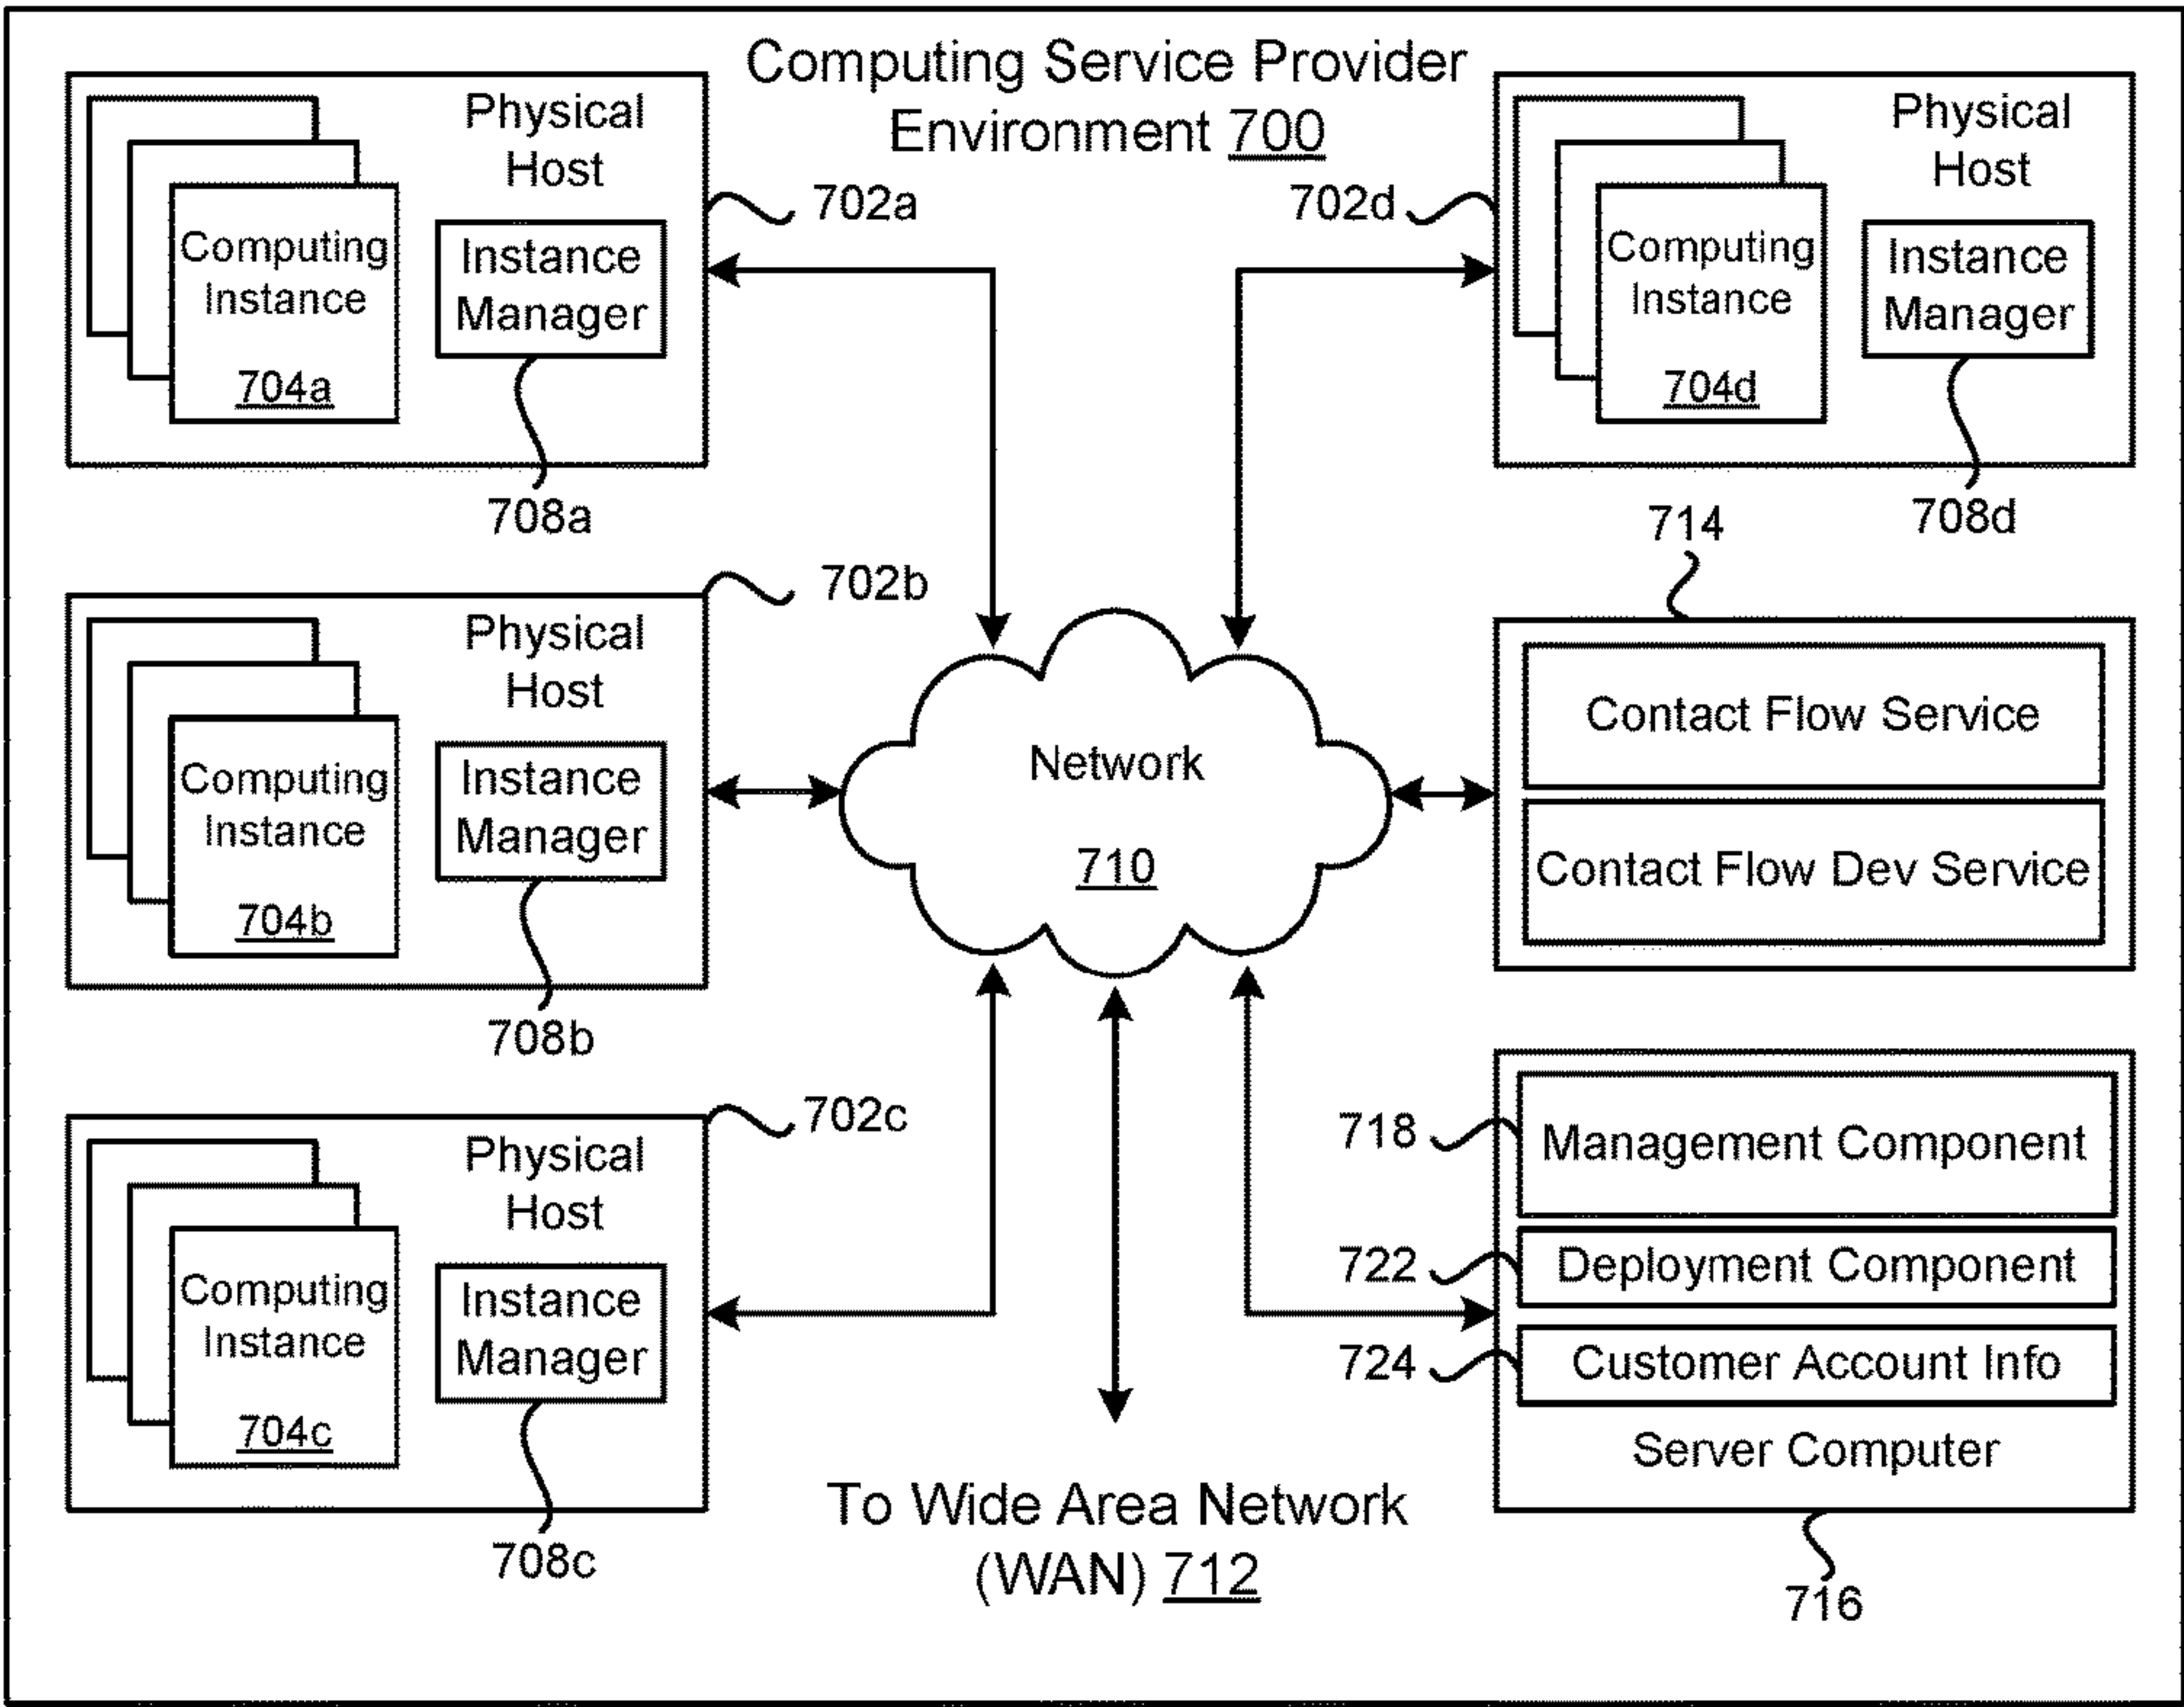 Computing Service Provider
Environment 700
Physical
Host
Computing
Instance
704a
Instance
Manager
702a
708a
702d
Physical
Host
Computing
Instance
704d
Instance
Manager
708d
702b
Physical
Host
Computing
Instance
704b
Instance
Manager
708b
Network
710
714
Contact Flow Service
Contact Flow Dev Service
702c
Physical
Host
Computing
Instance
704c
Instance
Manager
708c
To Wide Area Network
(WAN) 712
718
Management Component
722
Deployment Component
724
Customer Account Info
Server Computer
716